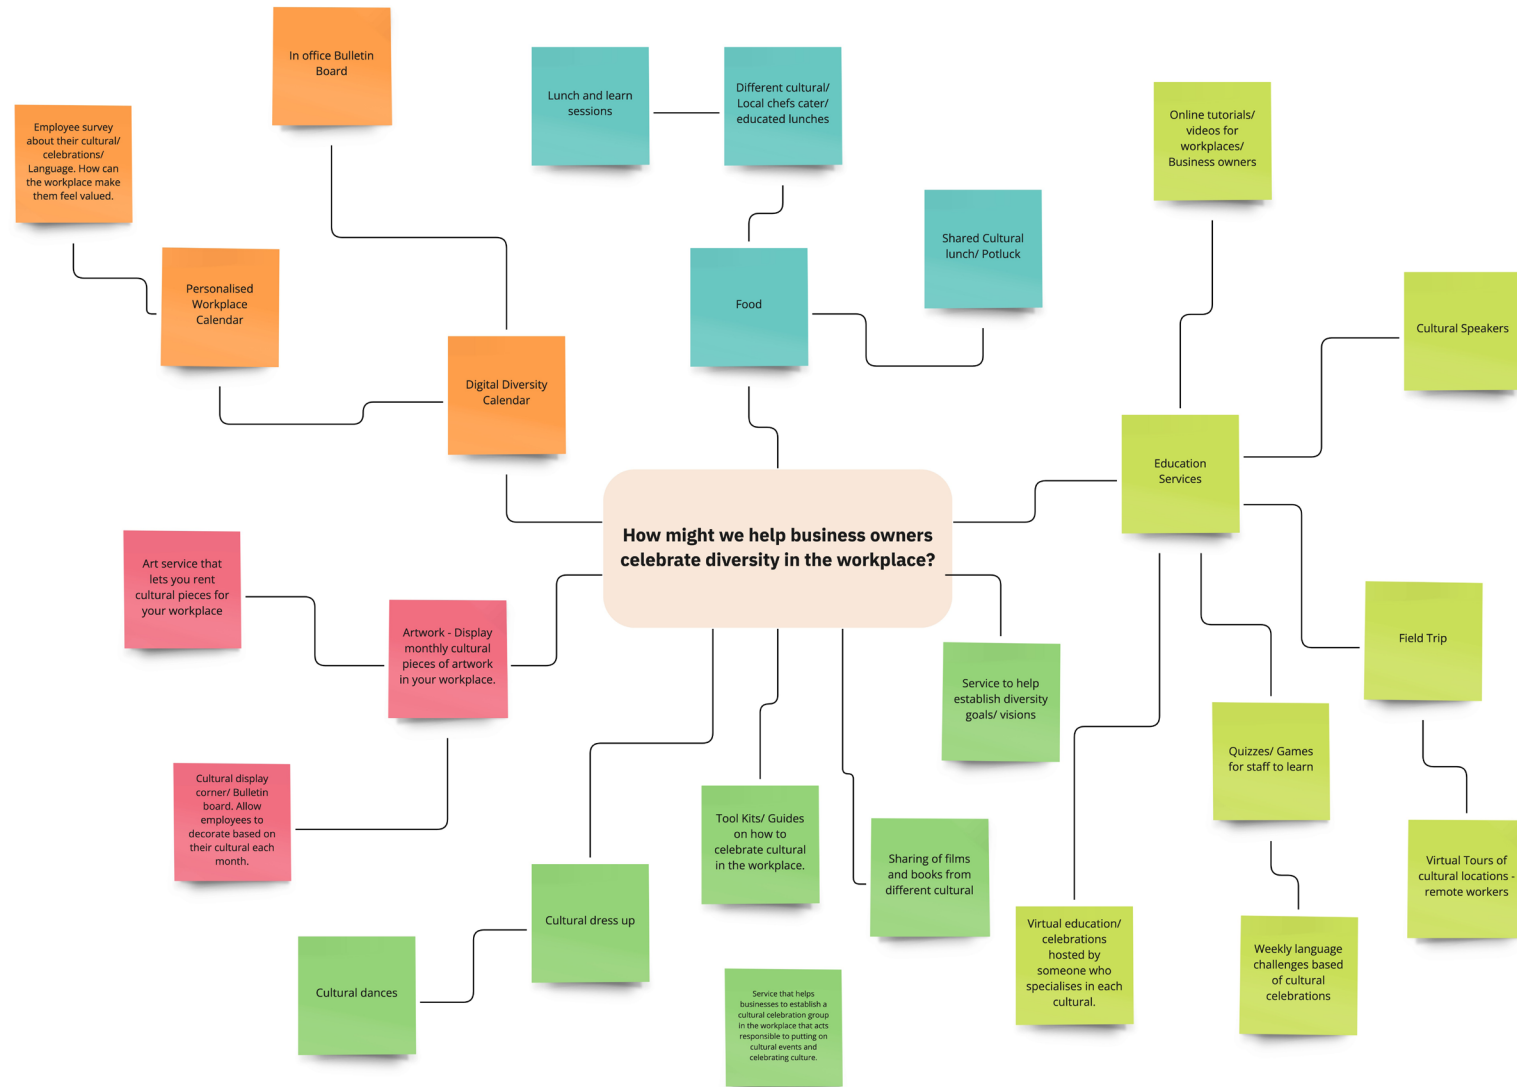 In office Bulletin
Board
Lunch and learn
sessions
Different cultural/
Local chefs cater/
educated lunches
Online tutorials/
videos for
workplaces/
Business owners
Employee survey
about their cultural/
celebrations/
Language. How can
the workplace make
them feel valued.
Shared Cultural
lunch/ Potluck
Personalised
Workplace
Calendar
Food
Cultural Speakers
Digital Diversity
Calendar
Education
Services
How might we help business owners
celebrate diversity in the workplace?
Art service that
lets you rent
cultural pieces for
your workplace
Artwork - Display
monthly cultural
pieces of artwork
in your workplace.
Field Trip
Service to help
establish diversity
goals/ visions
Quizzes/ Games
for staff to learn
Cultural display
corner/ Bulletin
board. Allow
employees to
decorate based on
their cultural each
month.
Tool Kits/ Guides
on how to
celebrate cultural
in the workplace.
Sharing of films
and books from
different cultural
Virtual Tours of
cultural locations -
remote workers
Cultural dress up
Virtual education/
celebrations
hosted by
someone who
specialises in each
cultural.
Weekly language
challenges based
of cultural
celebrations
Cultural dances
Service that helps
businesses to establish a
cultural celebration group
in the workplace that acts
responsible to putting on
cultural events and
celebrating culture.